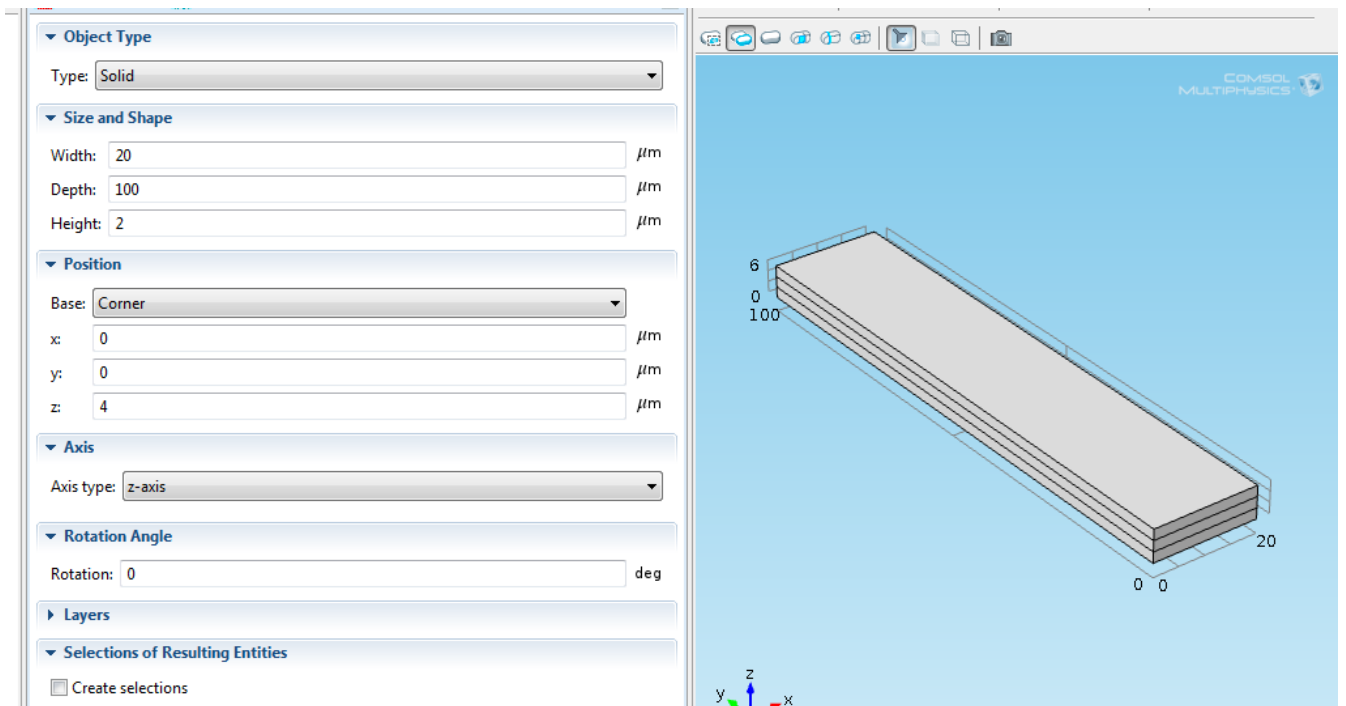 Object Type
Type: Solid
Size and Shape
Width: 20 μm
Depth: 100 μm
Height: 2 μm
Position
Base: Corner
x: 0 μm
y: 0 μm
z: 4 μm
Axis
Axis type: z-axis
Rotation Angle
Rotation: 0 deg
Layers
Selections of Resulting Entities
Create selections
COMSOL
MULTIPHYSICS
6
0
100
20
0 0
z
y x